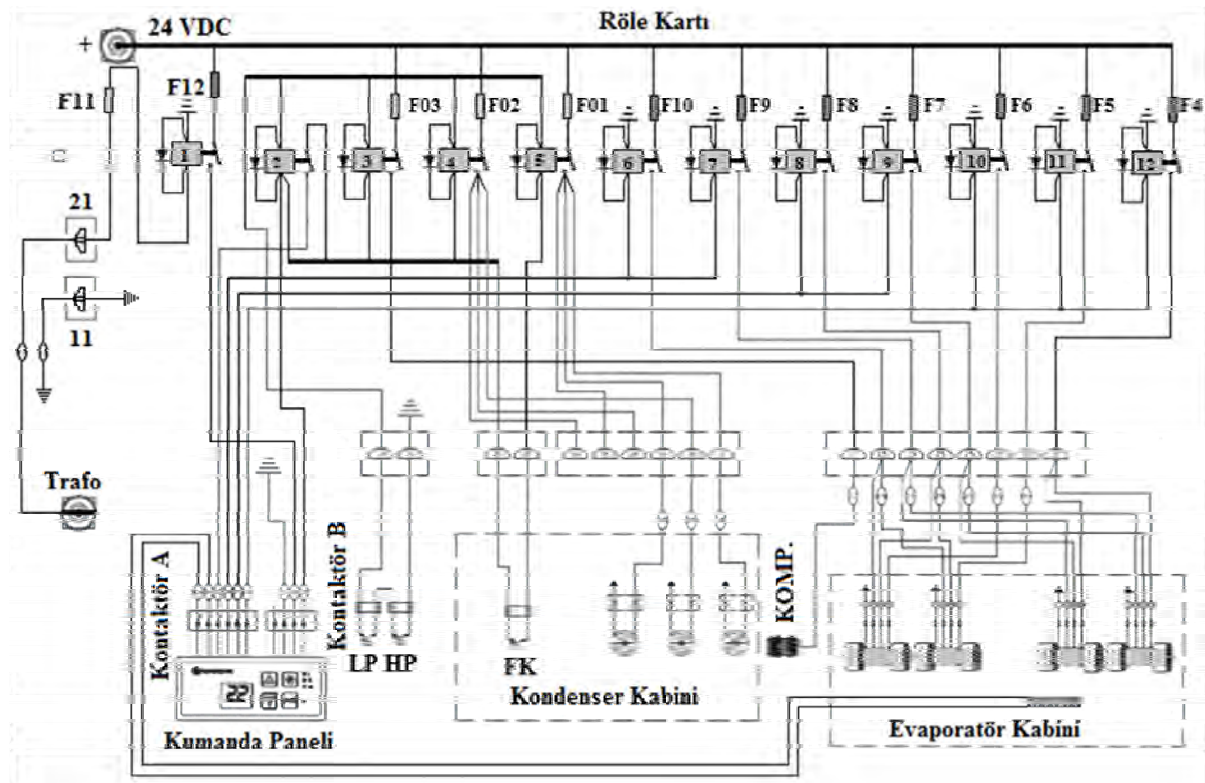 Röle Kartı
24 VDC
+
F11
F12
F03
F02
F01
F10
F9
F8
F7
F6
F5
F4
1
2
3
4
5
6
7
8
9
10
11
12
21
11
Trafo
Kontaktör A
Kontaktör B
LP HP
FK
KOMP.
22
Kondenser Kabini
Evaporatör Kabini
Kumanda Paneli